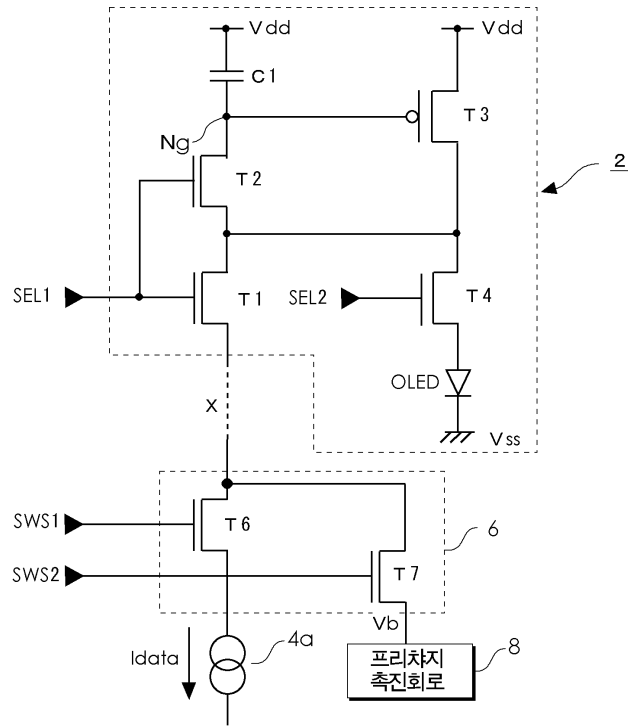 Vdd
Vdd
C1
T3
Ng
T2
2
SEL1
T1
SEL2
T4
OLED
X
Vss
SWS1
T6
6
SWS2
T7
Vb
4a
Idata
8
프리챠지
촉진회로